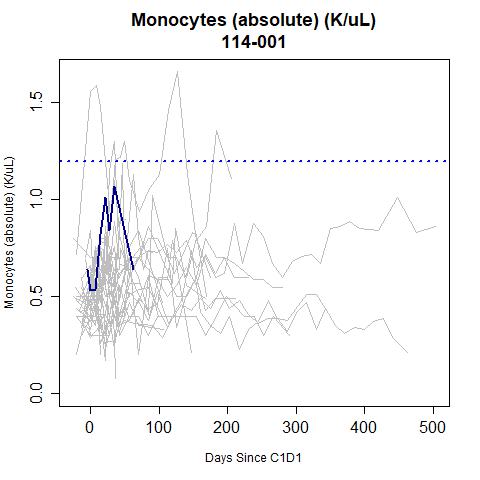 Monocytes (absolute) (K/uL)
114-001
Monocytes (absolute) (K/uL)
1.5
1.0
0.5
0.0
0 100 200 300 400 500
Days Since C1D1